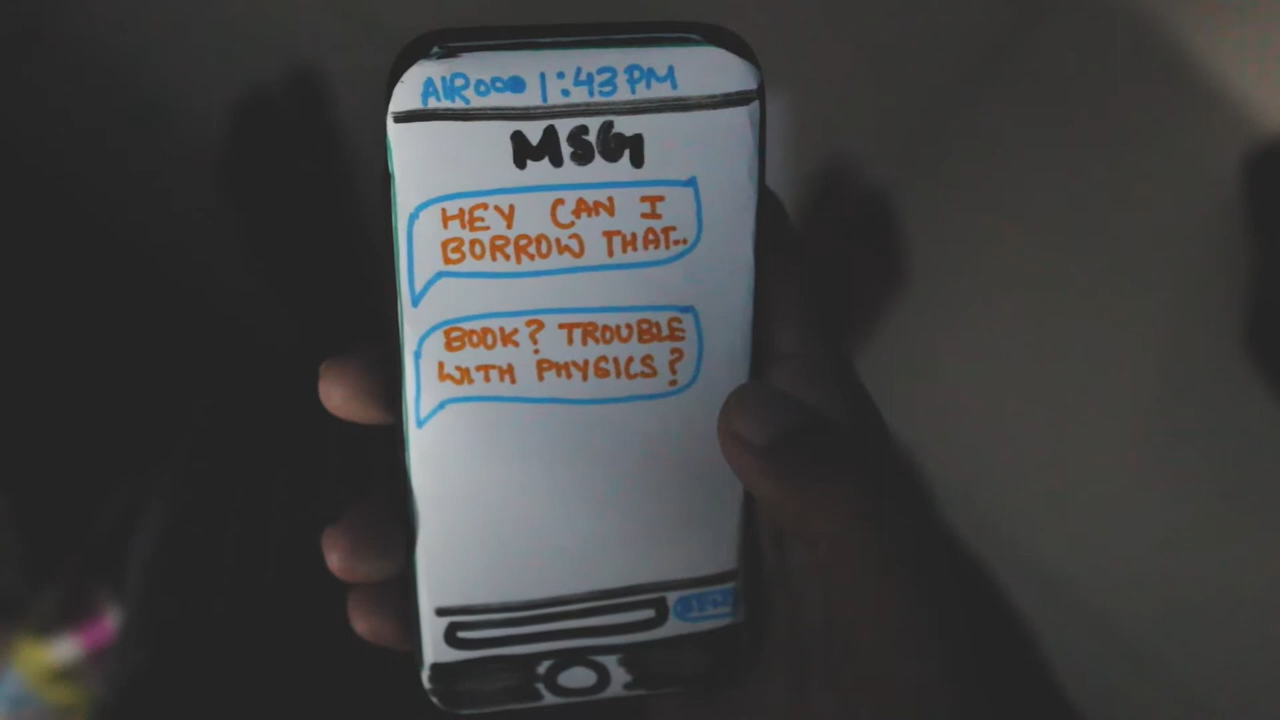 AIR 1:43 PM
MSG
HEY CAN I
BORROW THAT..
BOOK? TROUBLE
WITH PHYSICS?